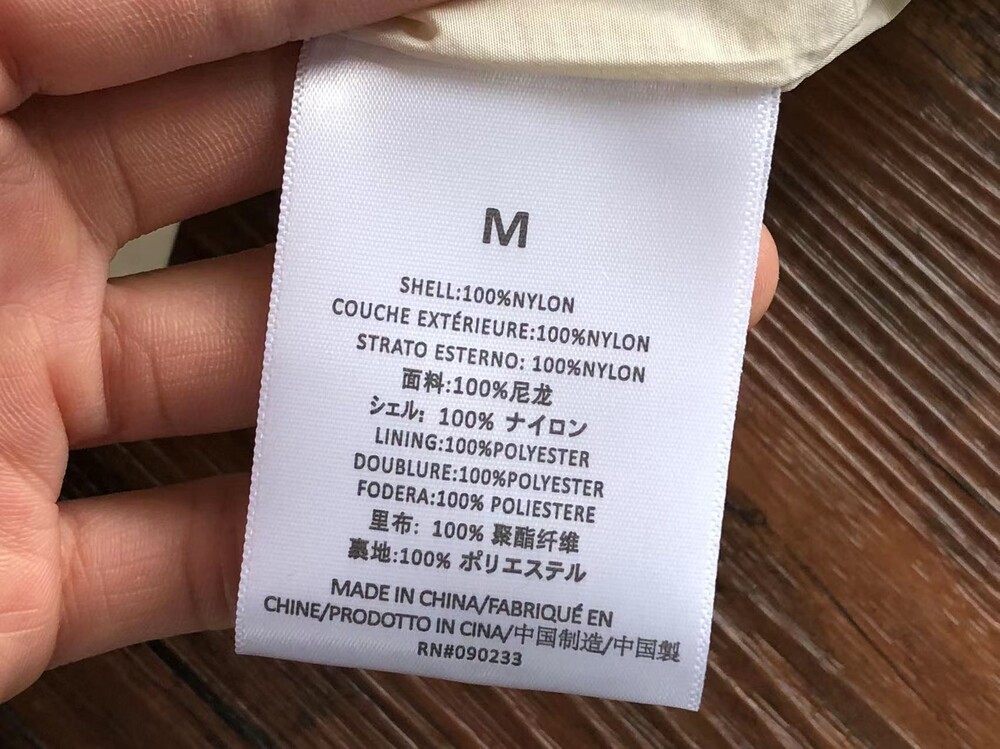 M
SHELL:100%NYLON
COUCHE EXTÉRIEURE:100%NYLON
STRATO ESTERNO: 100%NYLON
面料:100%尼龙
シェル: 100% ナイロン
LINING:100%POLYESTER
DOUBLURE:100%POLYESTER
FODERA:100% POLIESTERE
里布: 100% 聚酯纤维
裏地:100% ポリエステル
MADE IN CHINA/FABRIQUÉ EN
CHINE/PRODOTTO IN CINA/中国制造/中国製
RN#090233